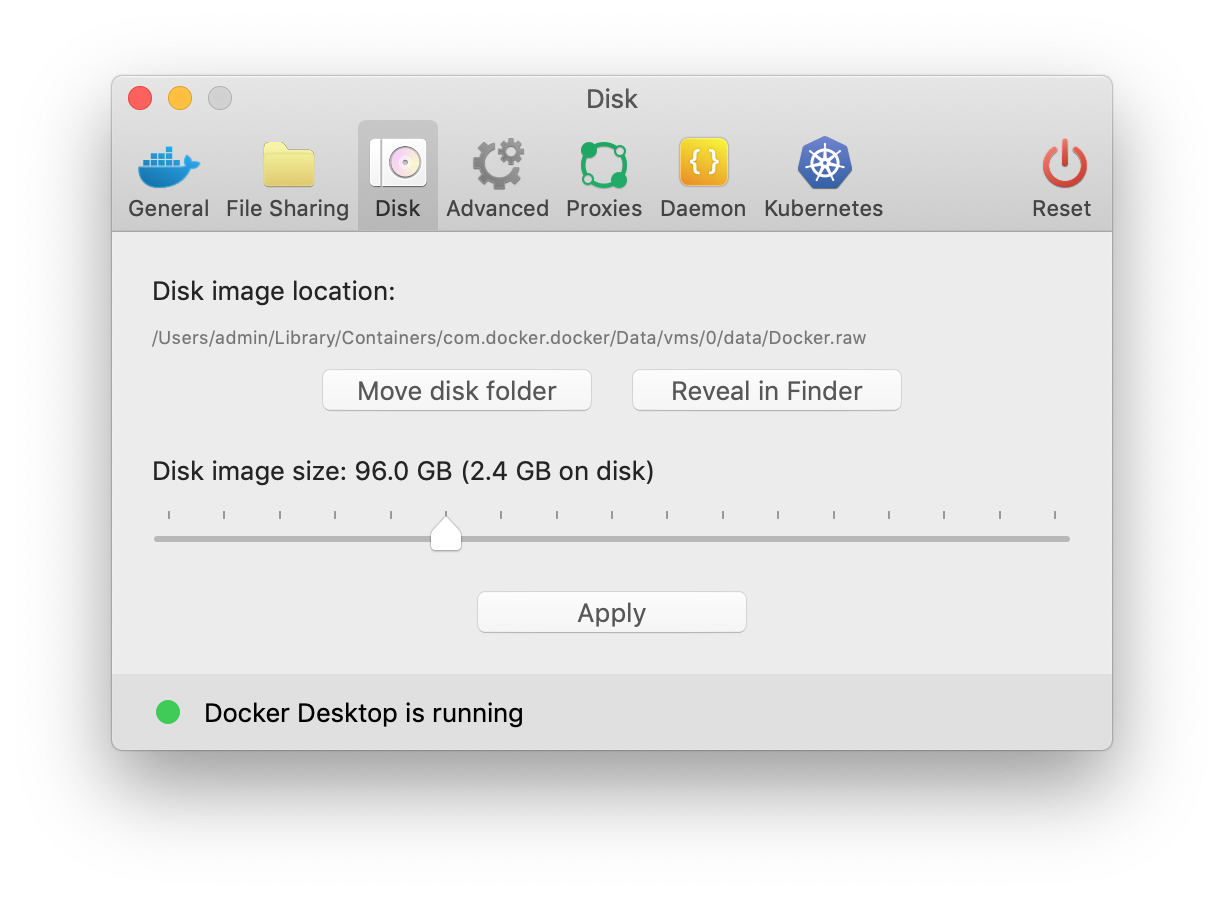 Disk
General File Sharing Disk Advanced Proxies Daemon Kubernetes Reset
Disk image location:
/Users/admin/Library/Containers/com.docker.docker/Data/vms/0/data/Docker.raw
Move disk folder Reveal in Finder
Disk image size: 96.0 GB (2.4 GB on disk)
Apply
Docker Desktop is running